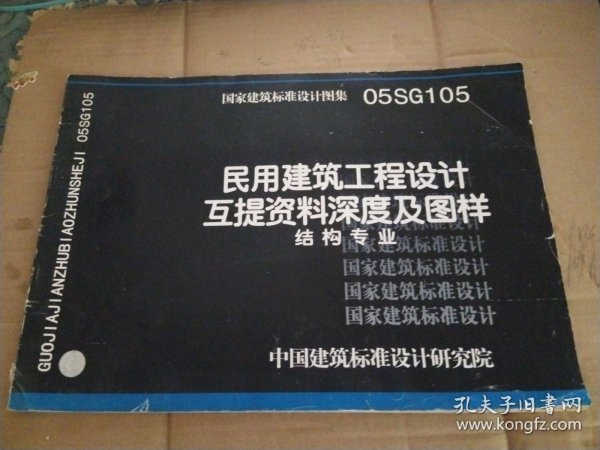 国家建筑标准设计图集 05SG105
民用建筑工程设计
互提资料深度及图样
结构专业
国家建筑标准设计
国家建筑标准设计
国家建筑标准设计
国家建筑标准设计
国家建筑标准设计
中国建筑标准设计研究院
GUOJIAJIANZHUBIAOZHUNSHEJI 05SG105
孔夫子旧书网
www.kongfz.com